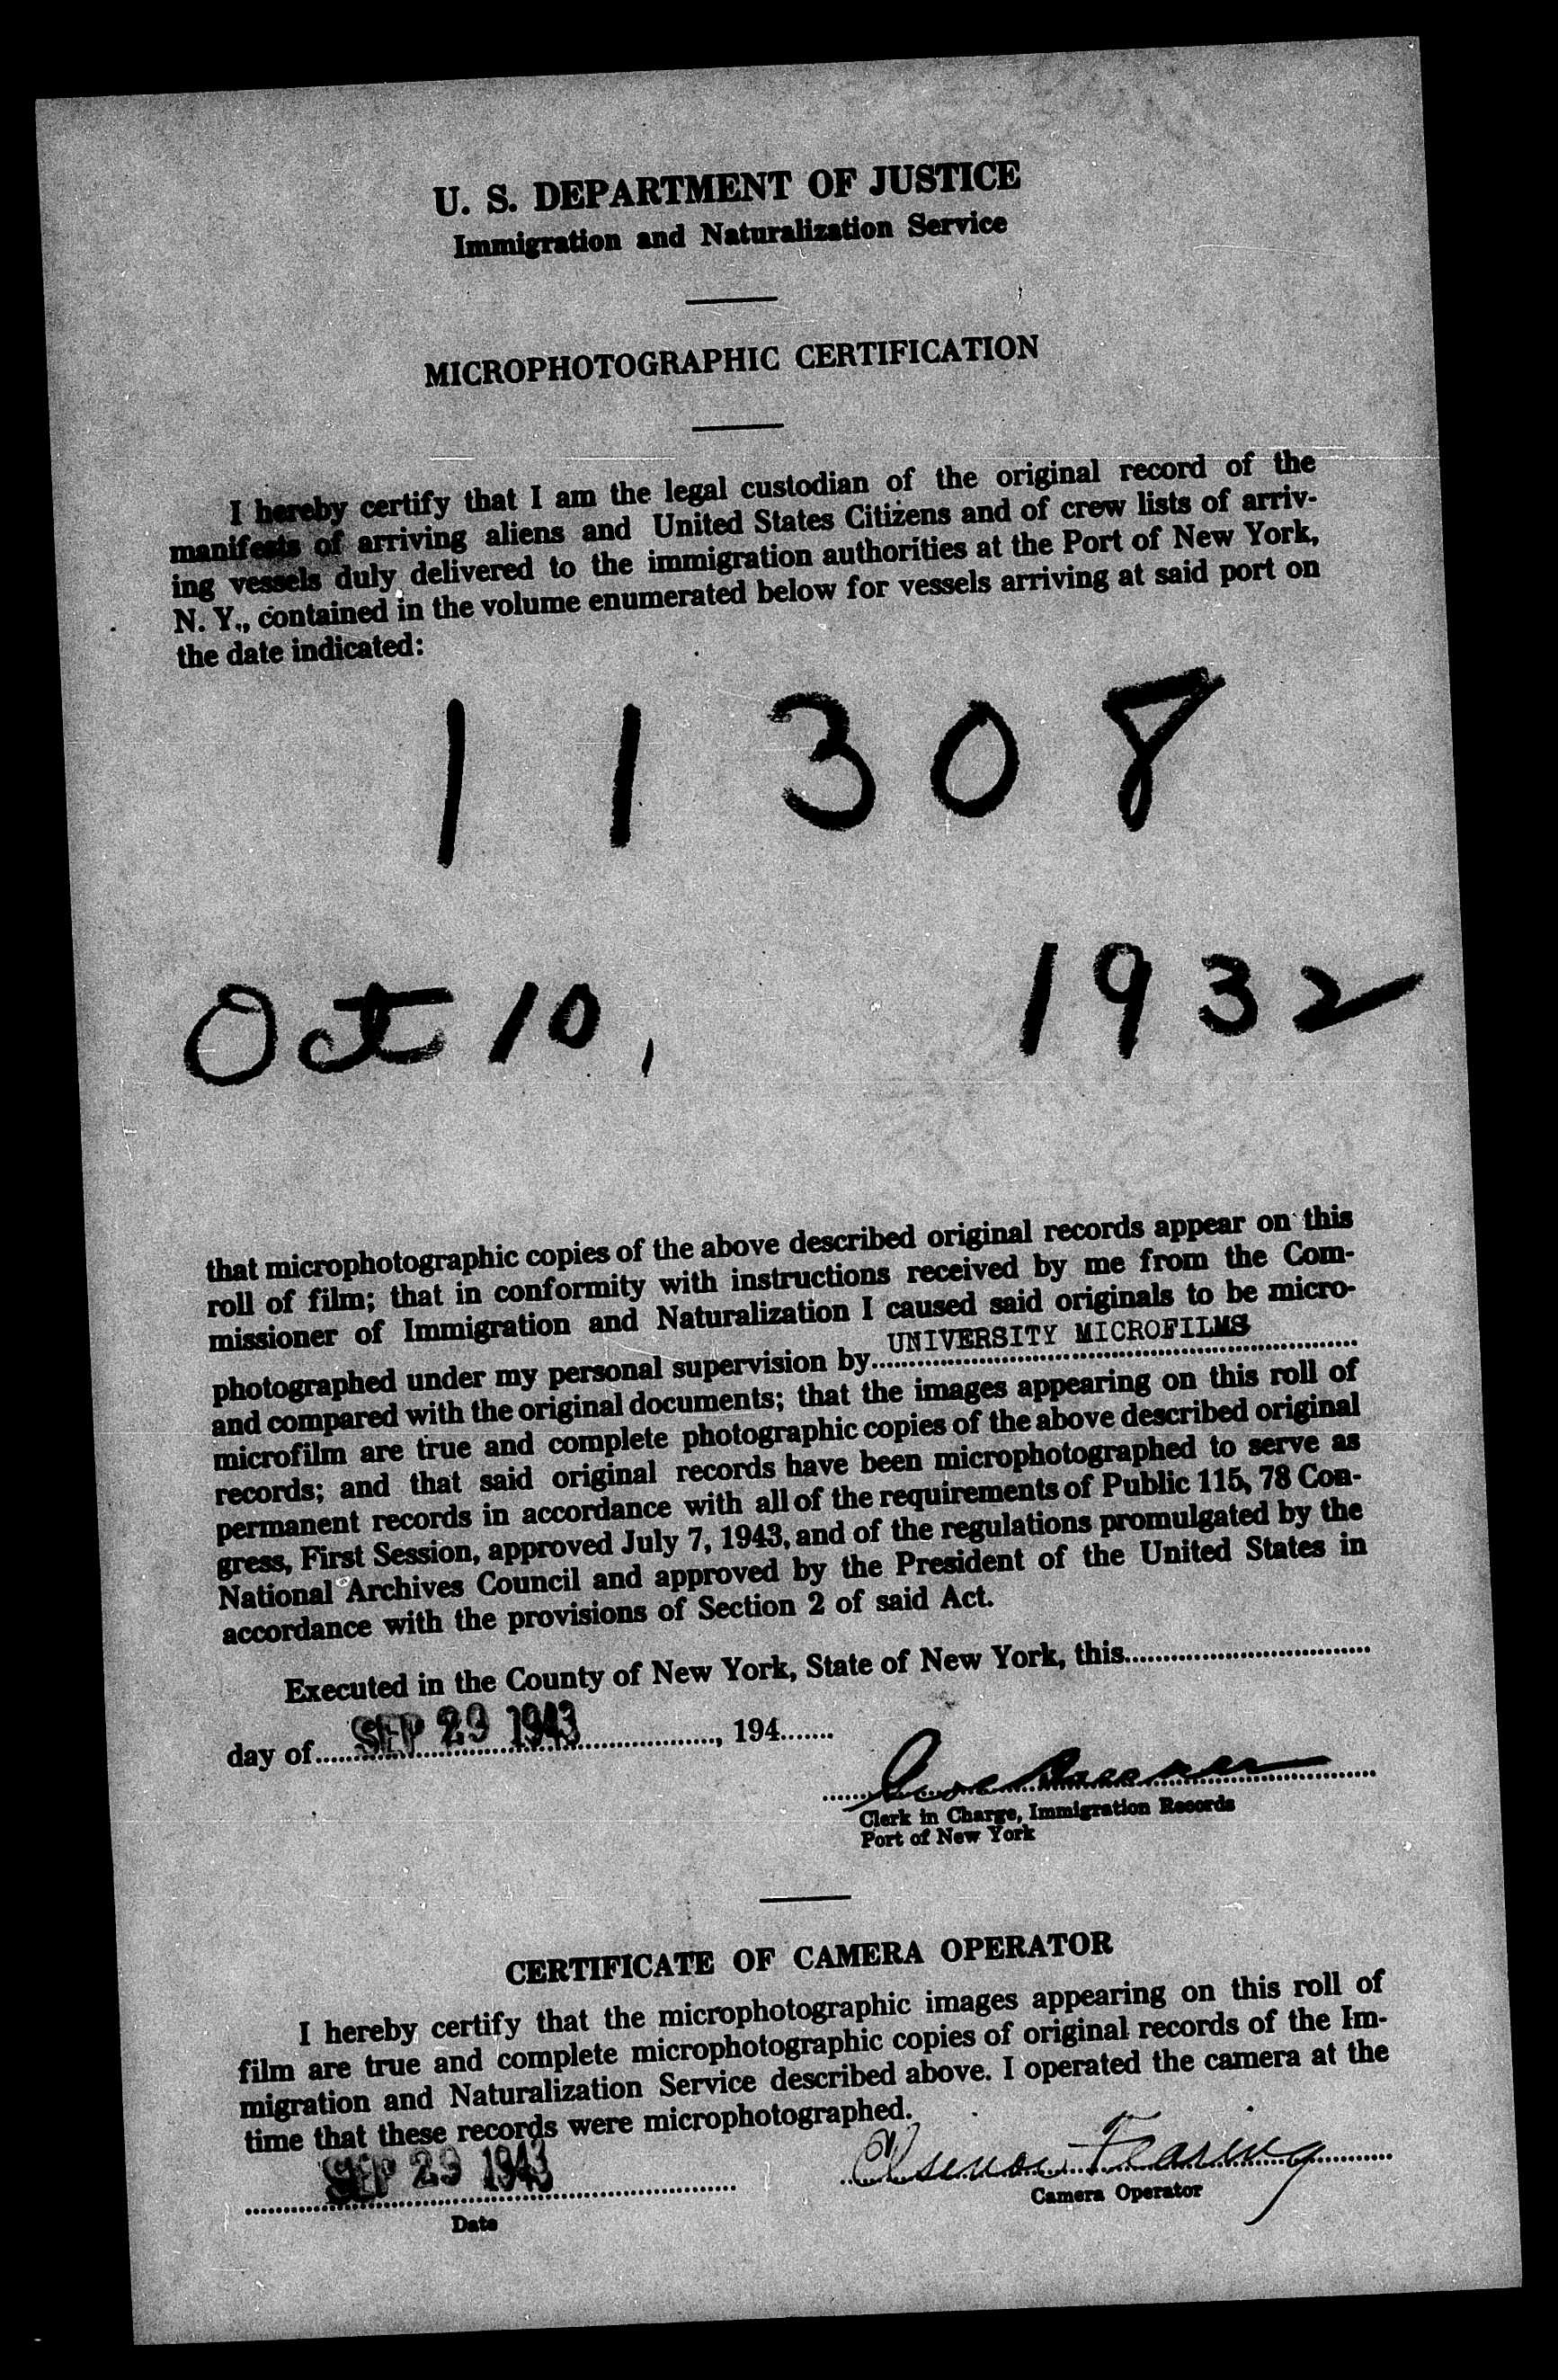 U. S. DEPARTMENT OF JUSTICE
Immigration and Naturalization Service
MICROPHOTOGRAPHIC CERTIFICATION
I hereby certify that I am the legal custodian of the original record of the
manifests of arriving aliens and United States Citizens and of crew lists of arriv-
ing vessels duly delivered to the immigration authorities at the Port of New York,
N. Y., contained in the volume enumerated below for vessels arriving at said port on
the date indicated:
11308
Oct 10, 1932
that microphotographic copies of the above described original records appear on this
roll of film; that in conformity with instructions received by me from the Com-
missioner of Immigration and Naturalization I caused said originals to be micro-
photographed under my personal supervision by UNIVERSITY MICROFILMS
and compared with the original documents; that the images appearing on this roll of
microfilm are true and complete photographic copies of the above described original
records; and that said original records have been microphotographed to serve as
permanent records in accordance with all of the requirements of Public 115, 78 Con-
gress, First Session, approved July 7, 1943, and of the regulations promulgated by the
National Archives Council and approved by the President of the United States in
accordance with the provisions of Section 2 of said Act.
Executed in the County of New York, State of New York, this
day of SEP 29 1943, 194
Clerk in Charge, Immigration Records
Port of New York
CERTIFICATE OF CAMERA OPERATOR
I hereby certify that the microphotographic images appearing on this roll of
film are true and complete microphotographic copies of original records of the Im-
migration and Naturalization Service described above. I operated the camera at the
time that these records were microphotographed.
SEP 29 1943
Fearing
Camera Operator
Date